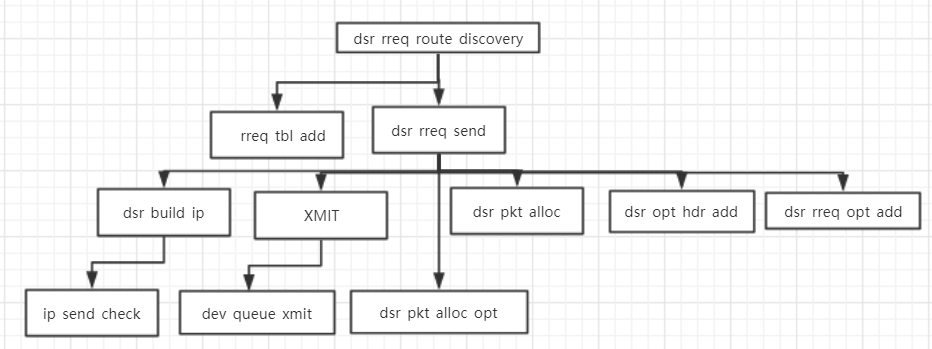 dsr rreq route discovery
rreq tbl add
dsr rreq send
dsr build ip
XMIT
dsr pkt alloc
dsr opt hdr add
dsr rreq opt add
ip send check
dev queue xmit
dsr pkt alloc opt